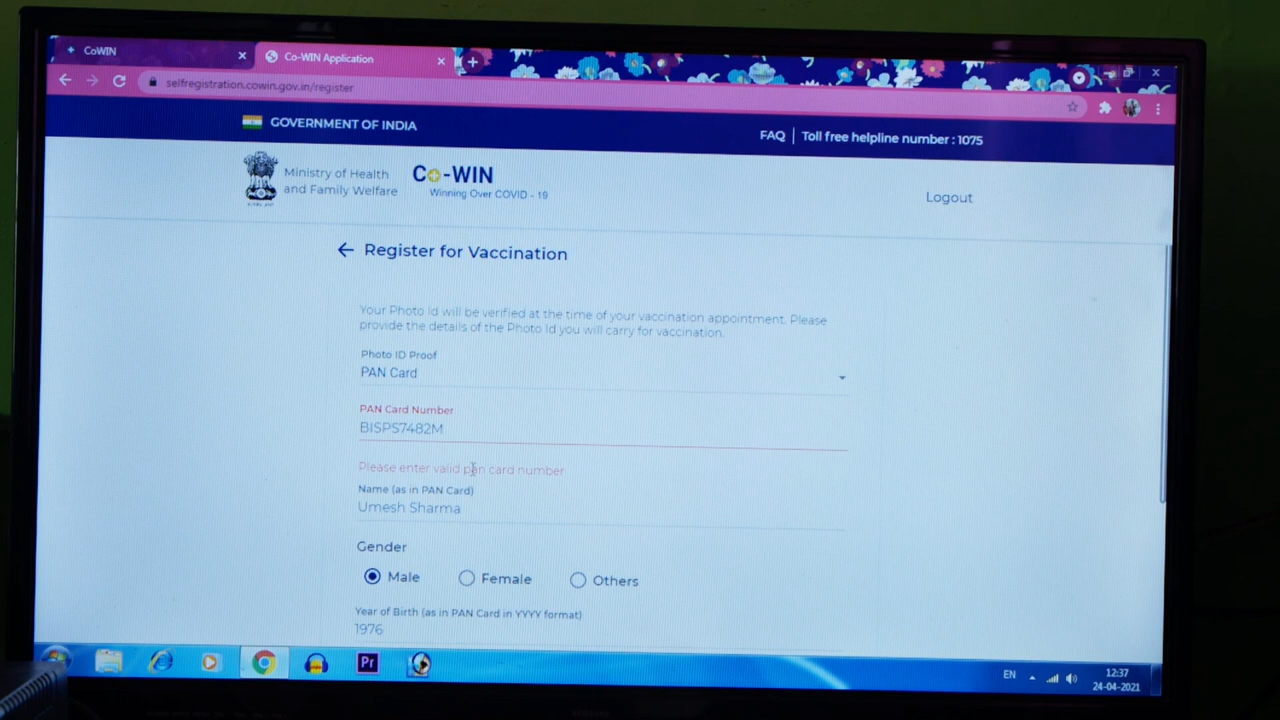 CoWIN
Co-WIN Application
selfregistration.cowin.gov.in/register
GOVERNMENT OF INDIA
FAQ | Toll free helpline number : 1075
Ministry of Health
and Family Welfare
Co-WIN
Winning Over COVID - 19
Logout
Register for Vaccination
Your Photo Id will be verified at the time of your vaccination appointment. Please
provide the details of the Photo Id you will carry for vaccination.
Photo ID Proof
PAN Card
PAN Card Number
BISPS7482M
Please enter valid pan card number
Name (as in PAN Card)
Umesh Sharma
Gender
Male Female Others
Year of Birth (as in PAN Card in YYYY format)
1976
Pr
EN
12:37
24-04-2021